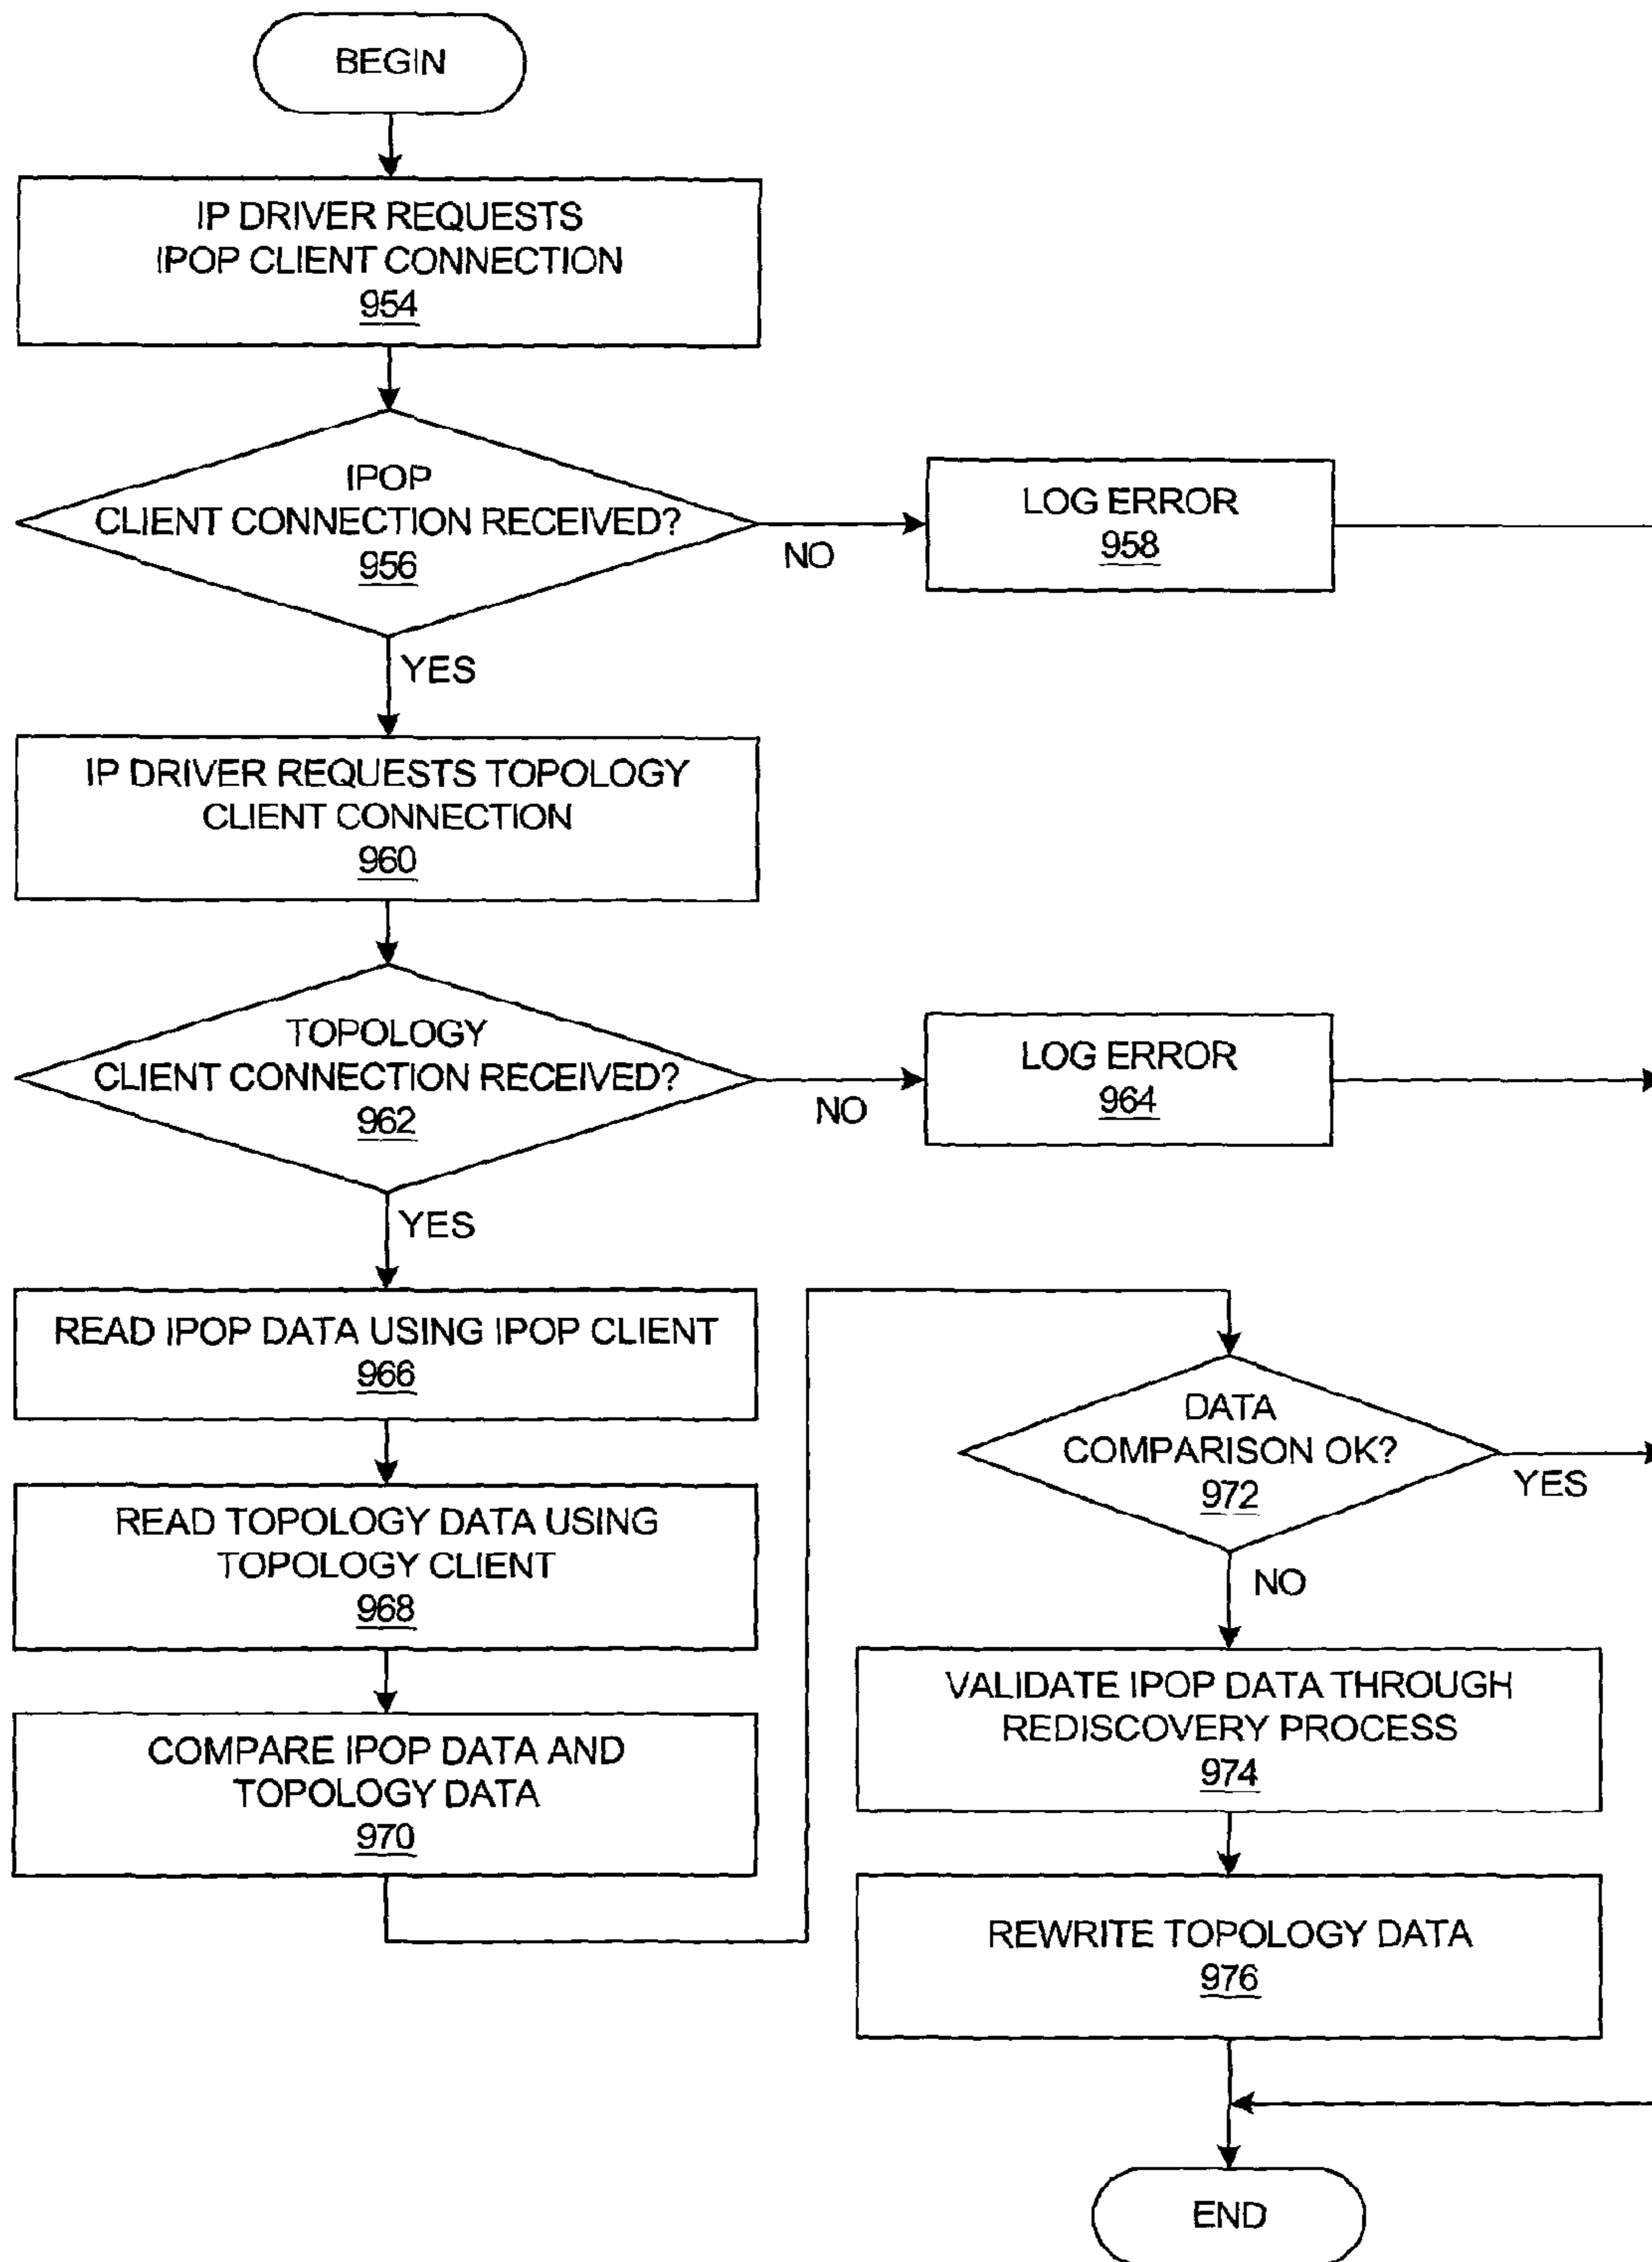 BEGIN
IP DRIVER REQUESTS
IPOP CLIENT CONNECTION
954
IPOP
CLIENT CONNECTION RECEIVED?
956
NO
LOG ERROR
958
YES
IP DRIVER REQUESTS TOPOLOGY
CLIENT CONNECTION
960
TOPOLOGY
CLIENT CONNECTION RECEIVED?
962
NO
LOG ERROR
964
YES
READ IPOP DATA USING IPOP CLIENT
966
READ TOPOLOGY DATA USING
TOPOLOGY CLIENT
968
COMPARE IPOP DATA AND
TOPOLOGY DATA
970
DATA
COMPARISON OK?
972
YES
NO
VALIDATE IPOP DATA THROUGH
REDISCOVERY PROCESS
974
REWRITE TOPOLOGY DATA
976
END